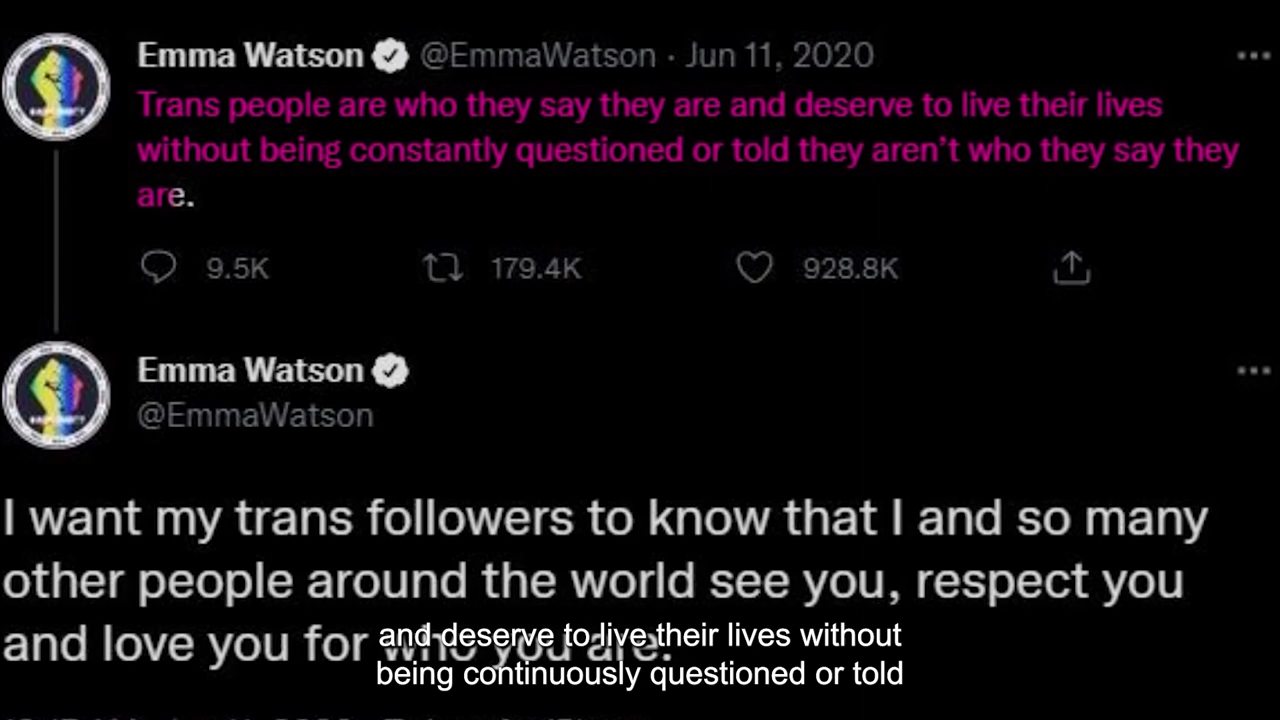 Emma Watson @EmmaWatson · Jun 11, 2020
Trans people are who they say they are and deserve to live their lives
without being constantly questioned or told they aren't who they say they
are.
9.5K 179.4K 928.8K
Emma Watson
@EmmaWatson
I want my trans followers to know that I and so many
other people around the world see you, respect you
and love you for who you are.
and deserve to live their lives without
being continuously questioned or told